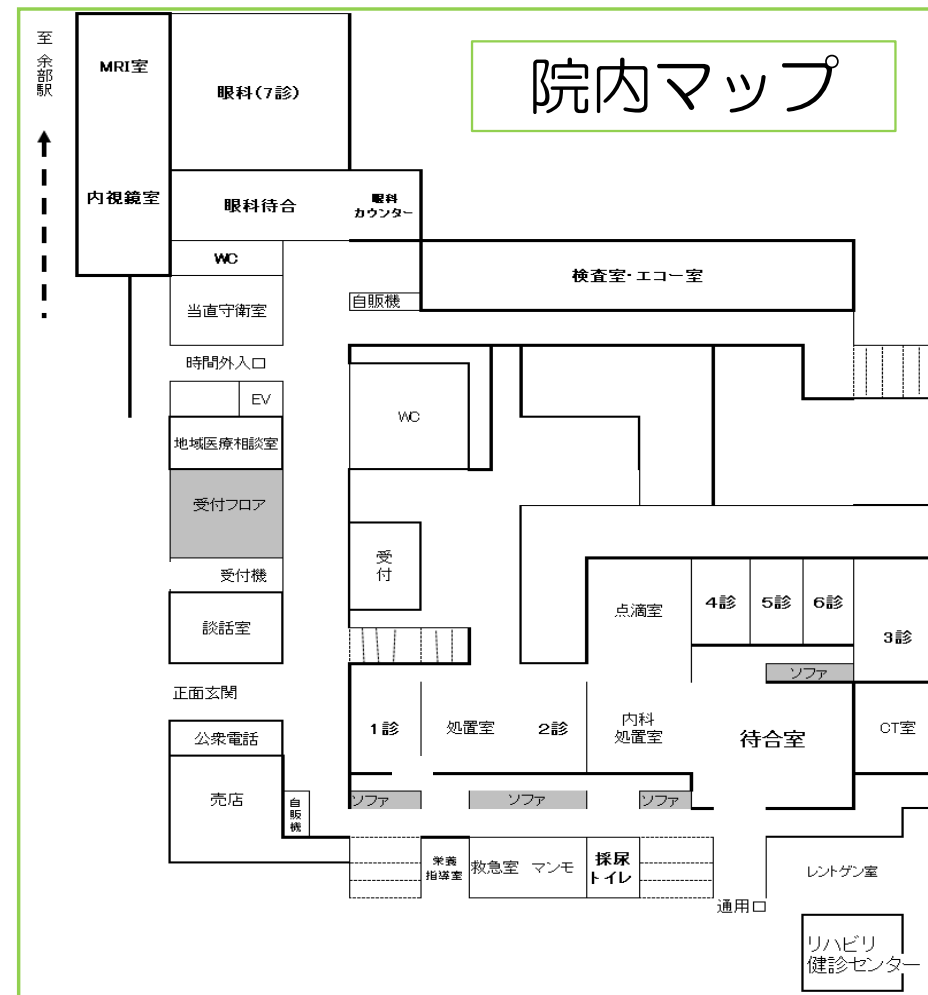 至 余部駅
院内マップ
MRI室
眼科(7診)
内視鏡室
眼科待合
眼科
カウンター
WC
検査室・エコー室
当直守衛室
自販機
時間外入口
EV
WC
地域医療相談室
受付フロア
受付
受付機
談話室
点滴室
4診
5診
6診
3診
ソファ
正面玄関
1診
処置室
2診
内科
処置室
待合室
CT室
公衆電話
売店
自販機
ソファ
ソファ
ソファ
栄養
指導室
救急室
マンモ
採尿
トイレ
レントゲン室
通用口
リハビリ
健診センター